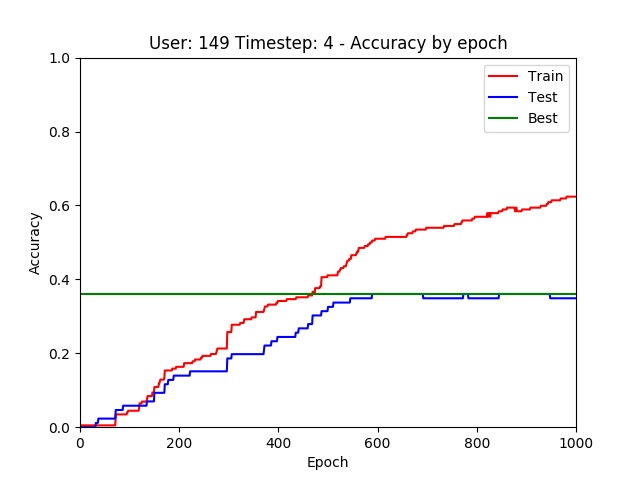 User: 149 Timestep: 4 - Accuracy by epoch
1.0
0.8
0.6
0.4
0.2
0.0
Accuracy
Train
Test
Best
0 200 400 600 800 1000
Epoch